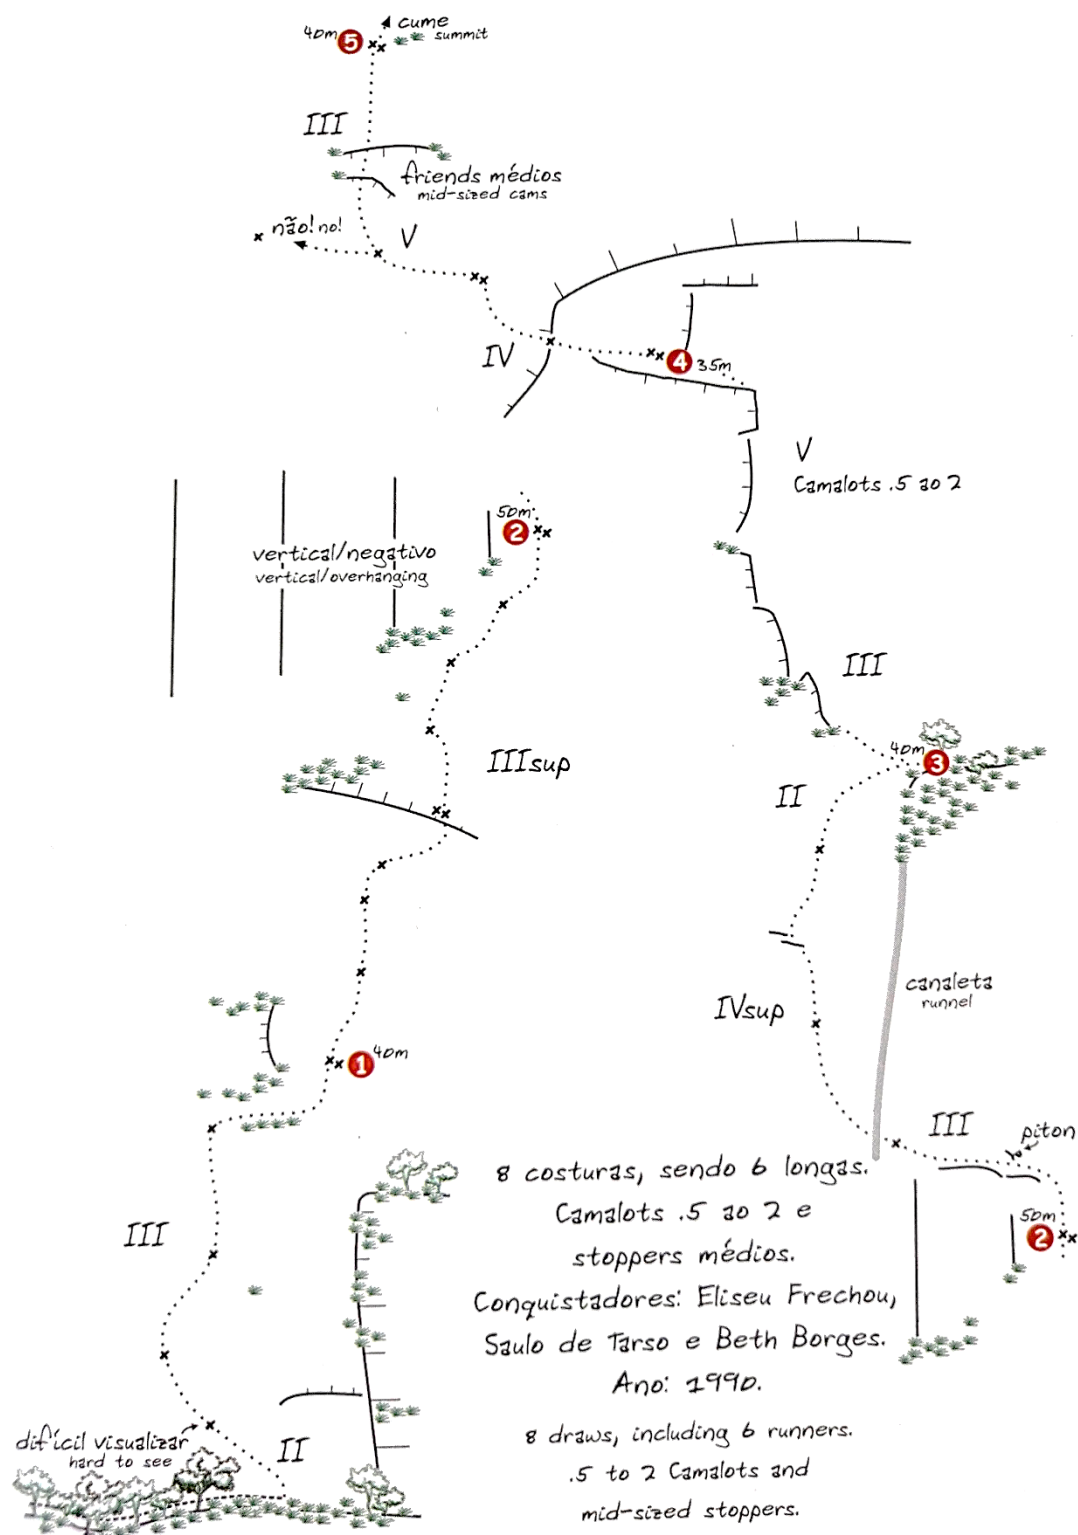 cume
summit
40m 5
III
friends médios
mid-sized cams
não! no!
V
IV
4 35m
V
Camalots .5 ao 2
50m
2
vertical/negativo
vertical/overhanging
III
IIIsup
40m
3
II
canaleta
runnel
IVsup
1 40m
III
piton
50m
2
8 costuras, sendo 6 longas.
Camalots .5 ao 2 e
stoppers médios.
Conquistadores: Eliseu Frechou,
Saulo de Tarso e Beth Borges.
Ano: 1990.
III
difícil visualizar
hard to see
II
8 draws, including 6 runners.
.5 to 2 Camalots and
mid-sized stoppers.